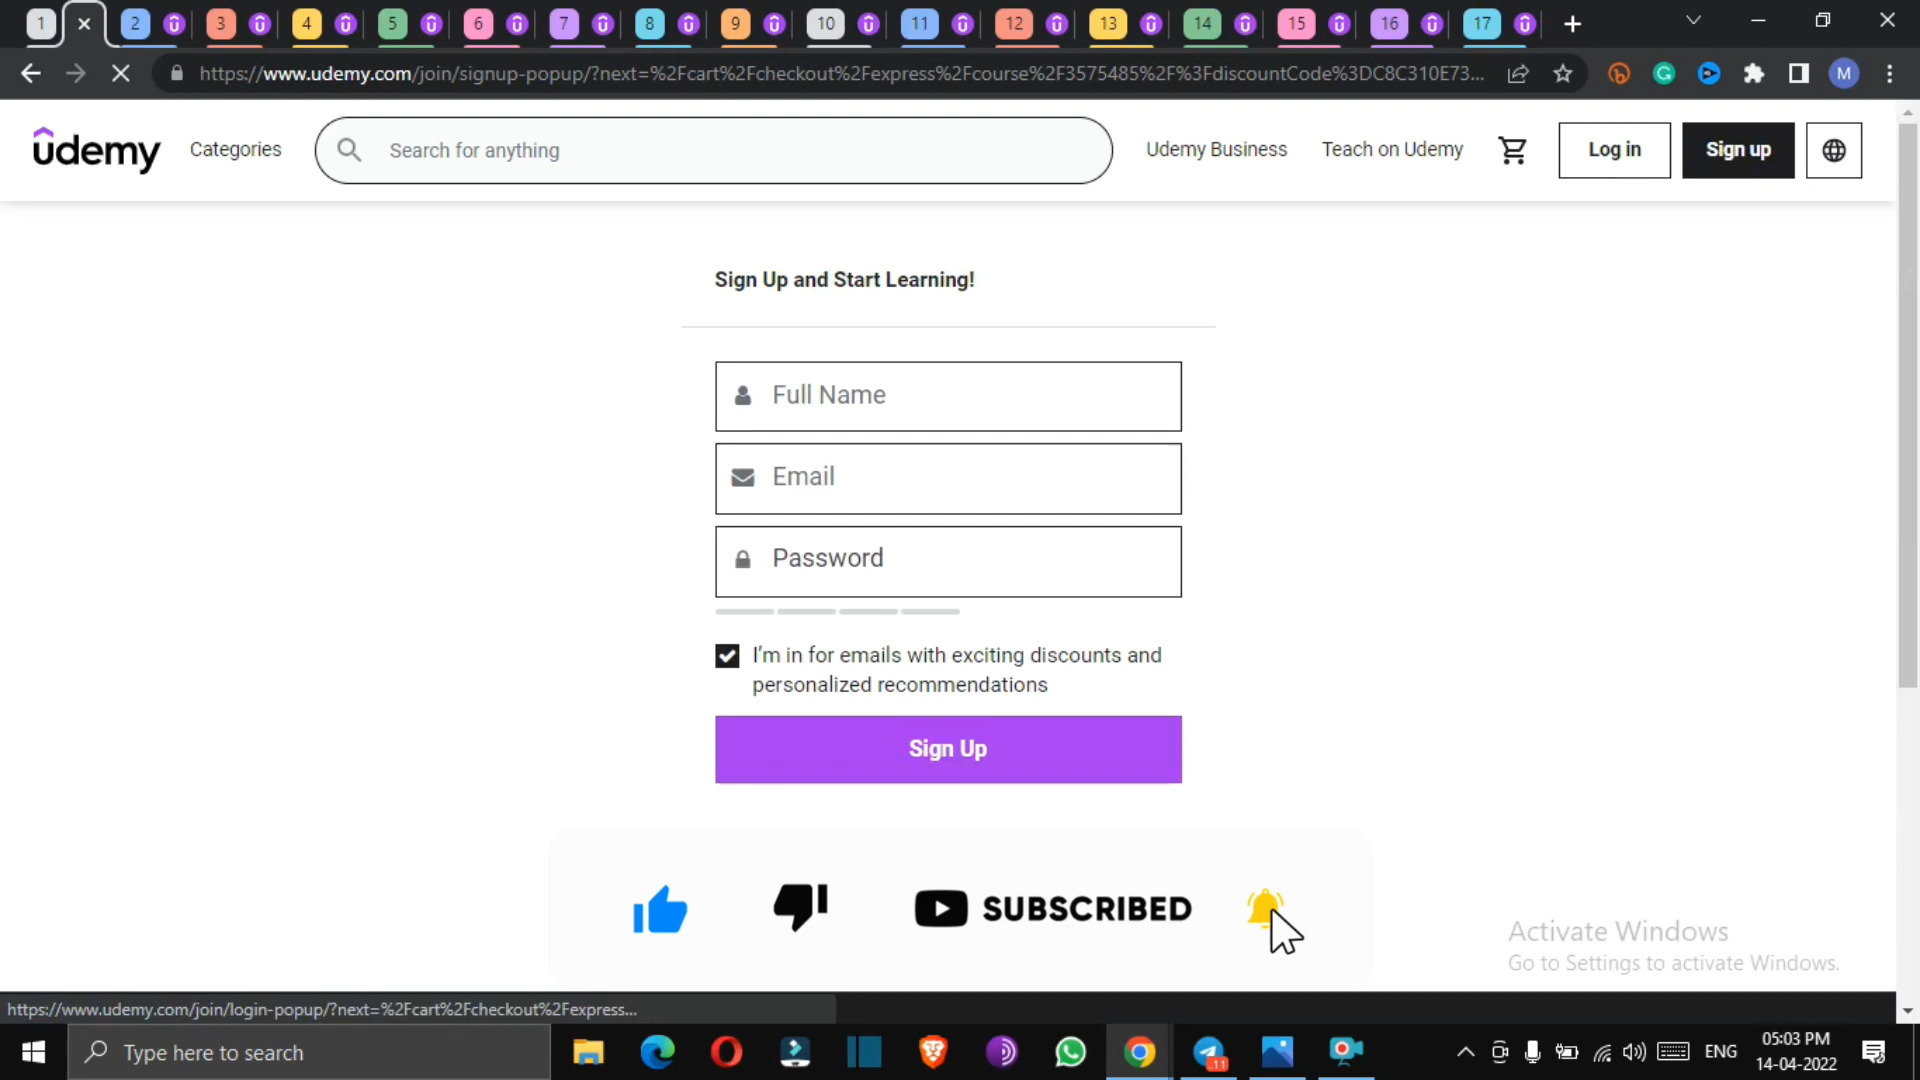 1 2 3 4 5 6 7 8 9 10 11 12 13 14 15 16 17
https://www.udemy.com/join/signup-popup/?next=%2Fcart%2Fcheckout%2Fexpress%2Fcourse%2F3575485%2F%3FdiscountCode%3DC8C310E73...
M
udemy Categories Search for anything Udemy Business Teach on Udemy Log in Sign up
Sign Up and Start Learning!
Full Name
Email
Password
I'm in for emails with exciting discounts and
personalized recommendations
Sign Up
SUBSCRIBED
Activate Windows
Go to Settings to activate Windows.
https://www.udemy.com/join/login-popup/?next=%2Fcart%2Fcheckout%2Fexpress...
Type here to search
11
ENG
05:03 PM
14-04-2022